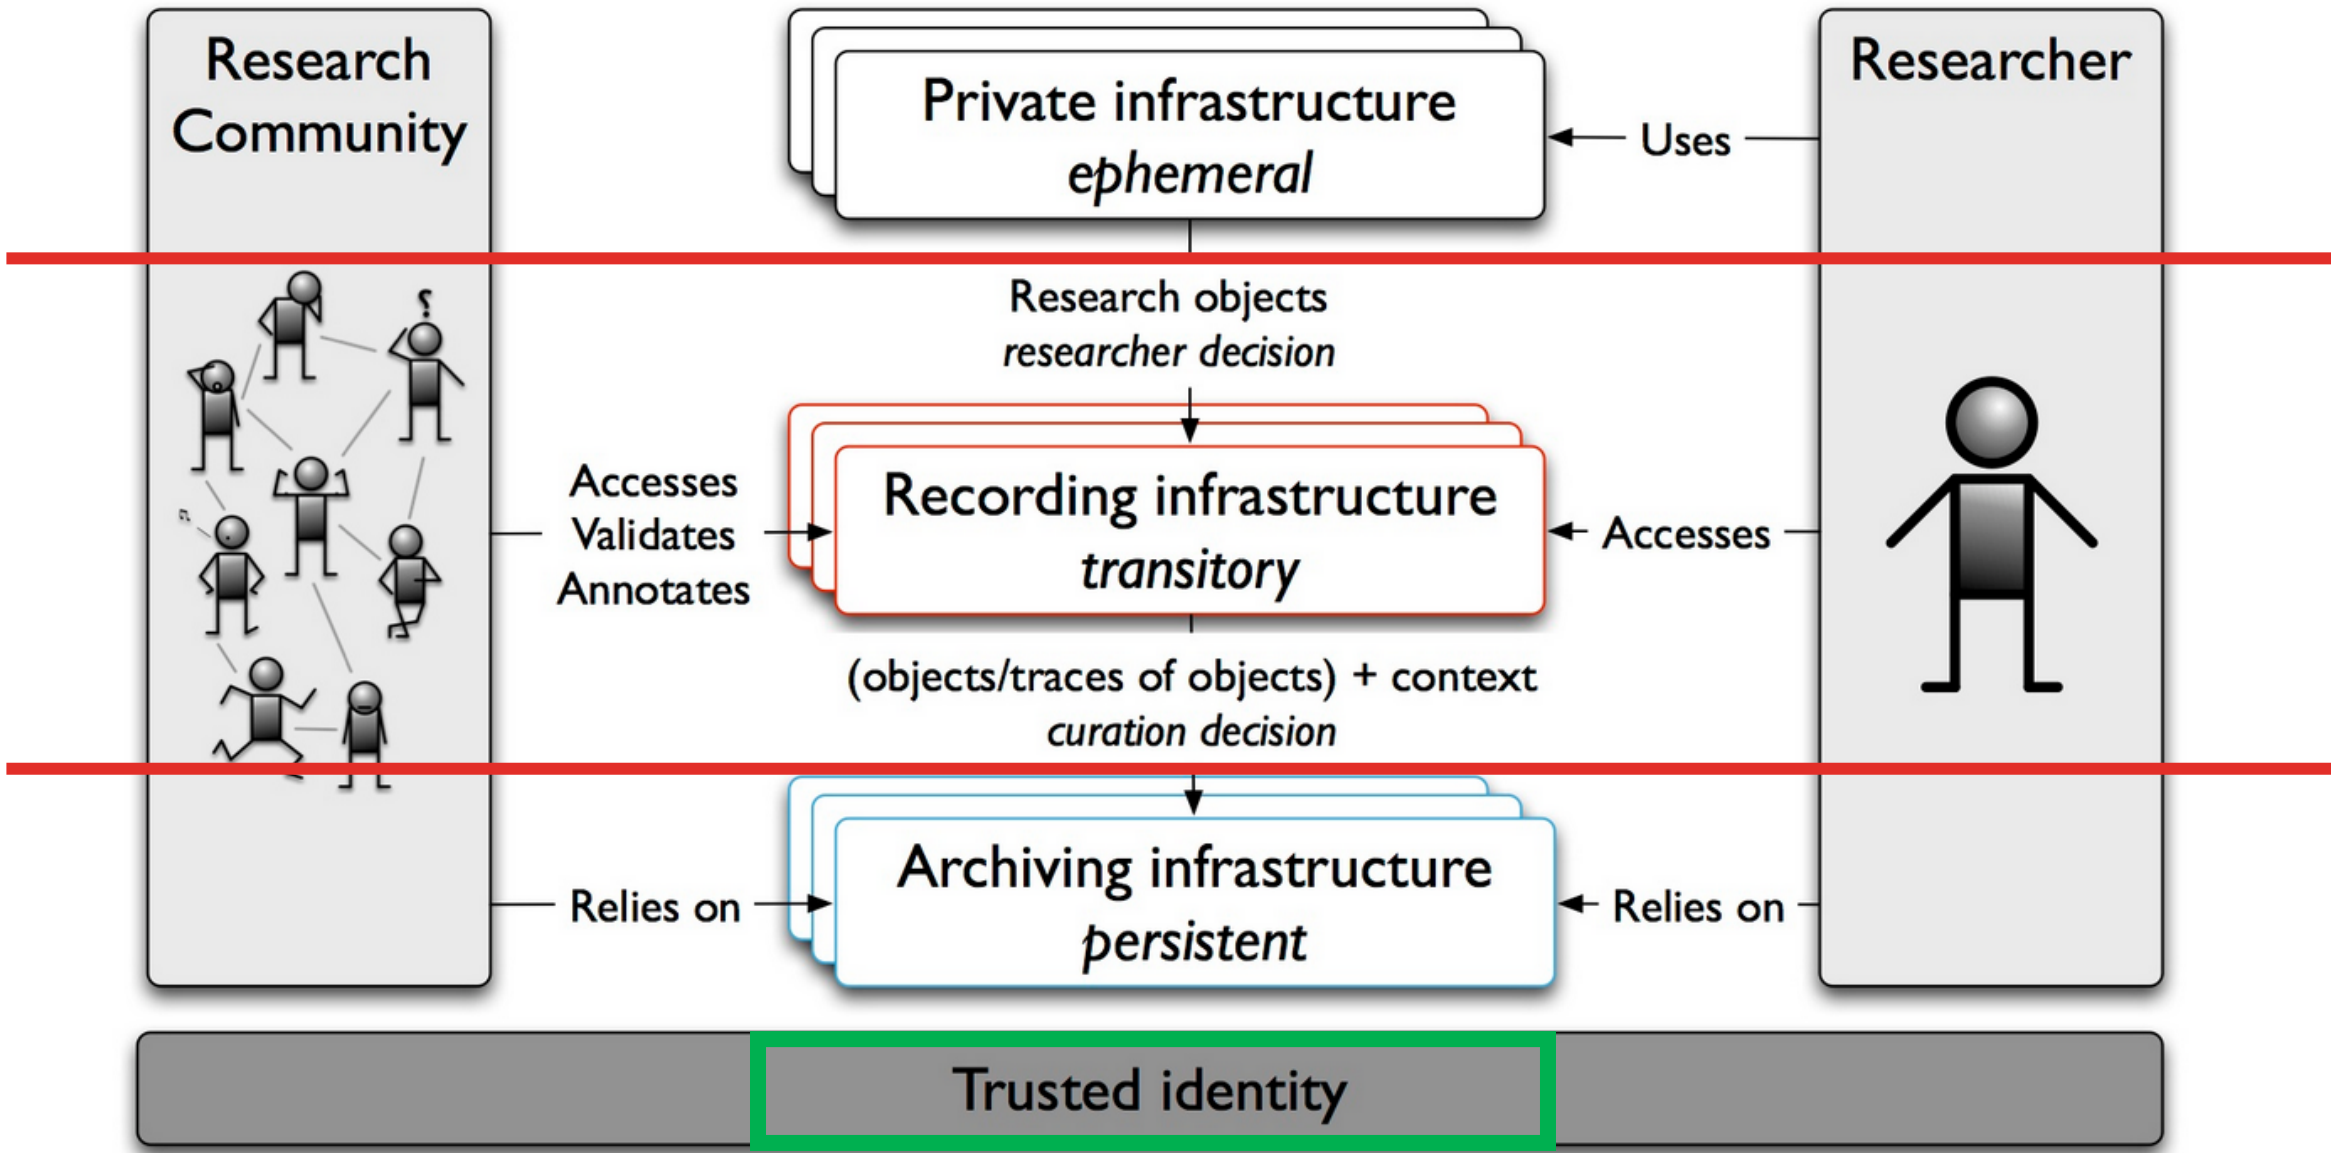 Research
Community
Private infrastructure
ephemeral
Uses
Researcher
Research objects
researcher decision
Accesses
Validates
Annotates
Recording infrastructure
transitory
Accesses
(objects/traces of objects) + context
curation decision
Relies on
Archiving infrastructure
persistent
Relies on
Trusted identity